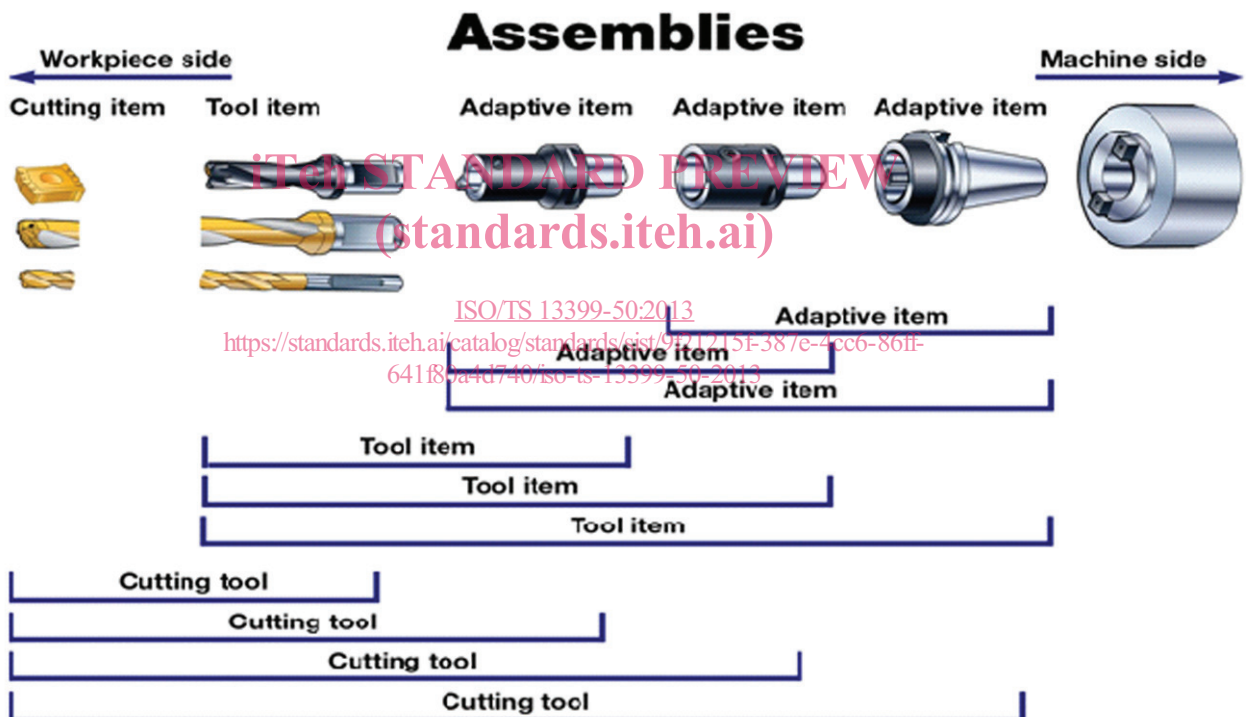 Assemblies
Workpiece side
Machine side
Cutting item
Tool item
Adaptive item
Adaptive item
Adaptive item
iTeh STANDARD PREVIEW
(standards.iteh.ai)
ISO/TS 13399-50:2013
Adaptive item
https://standards.iteh.ai/catalog/standards/sist/9f21215f-387e-4cc6-86ff-
Adaptive item
641f80a4d740/iso-ts-13399-50-2013
Adaptive item
Tool item
Tool item
Tool item
Cutting tool
Cutting tool
Cutting tool
Cutting tool